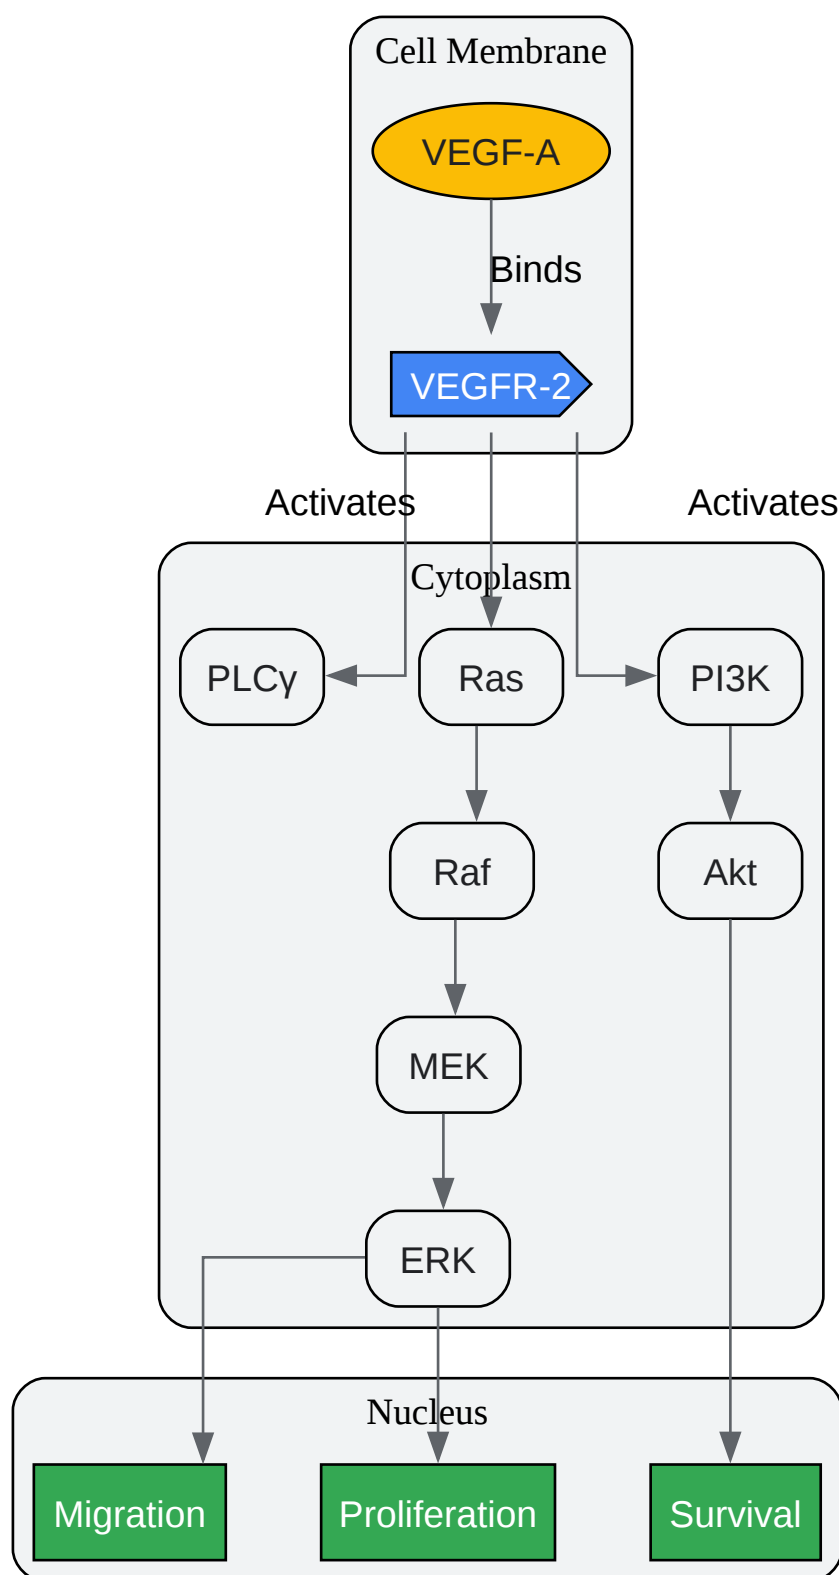 Cell Membrane
VEGF-A
Binds
VEGFR-2
Activates
Activates
Cytoplasm
PLCγ
Ras
PI3K
Raf
Akt
MEK
ERK
Nucleus
Migration
Proliferation
Survival